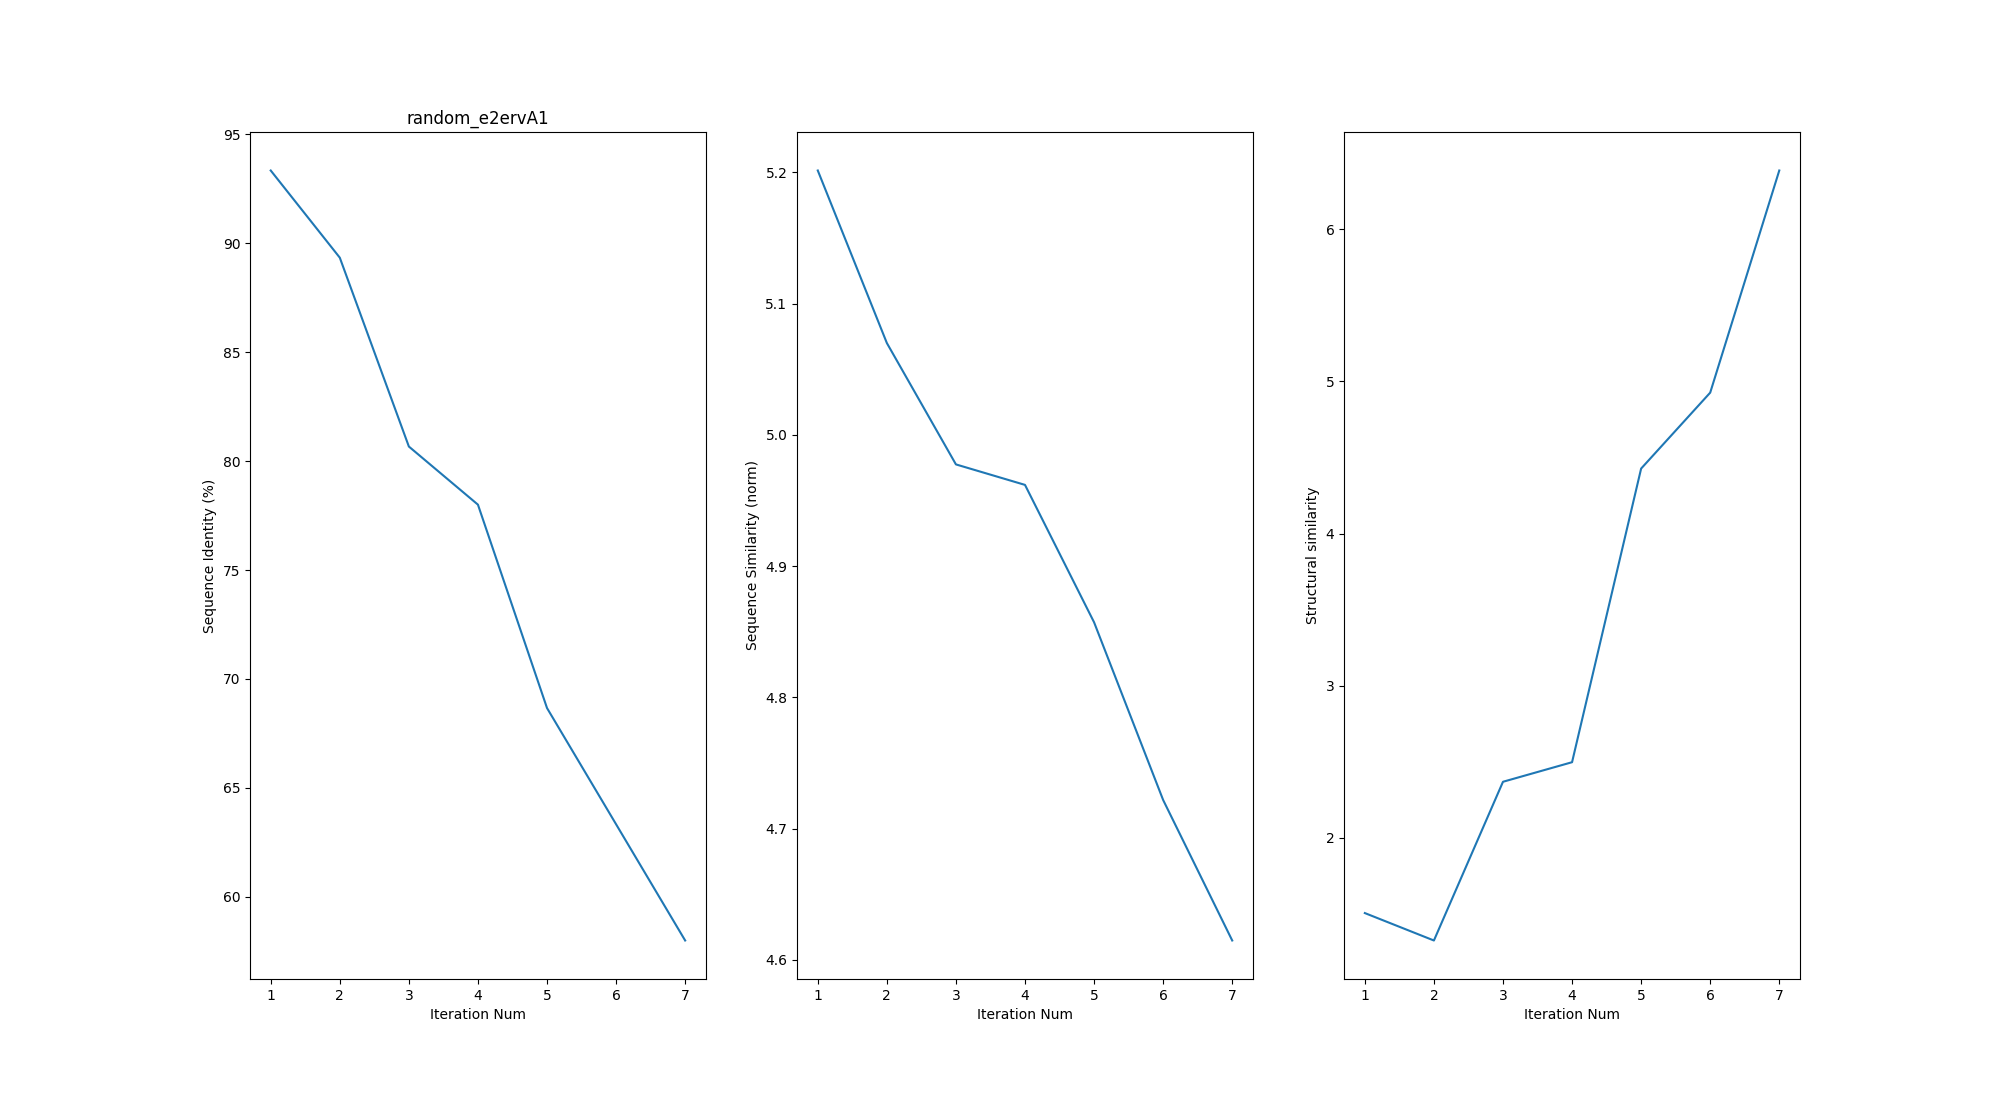 random_e2ervA1
Sequence Identity (%)
95
90
85
80
75
70
65
60
1 2 3 4 5 6 7
Iteration Num
Sequence Similarity (norm)
5.2
5.1
5.0
4.9
4.8
4.7
4.6
1 2 3 4 5 6 7
Iteration Num
Structural similarity
6
5
4
3
2
1 2 3 4 5 6 7
Iteration Num